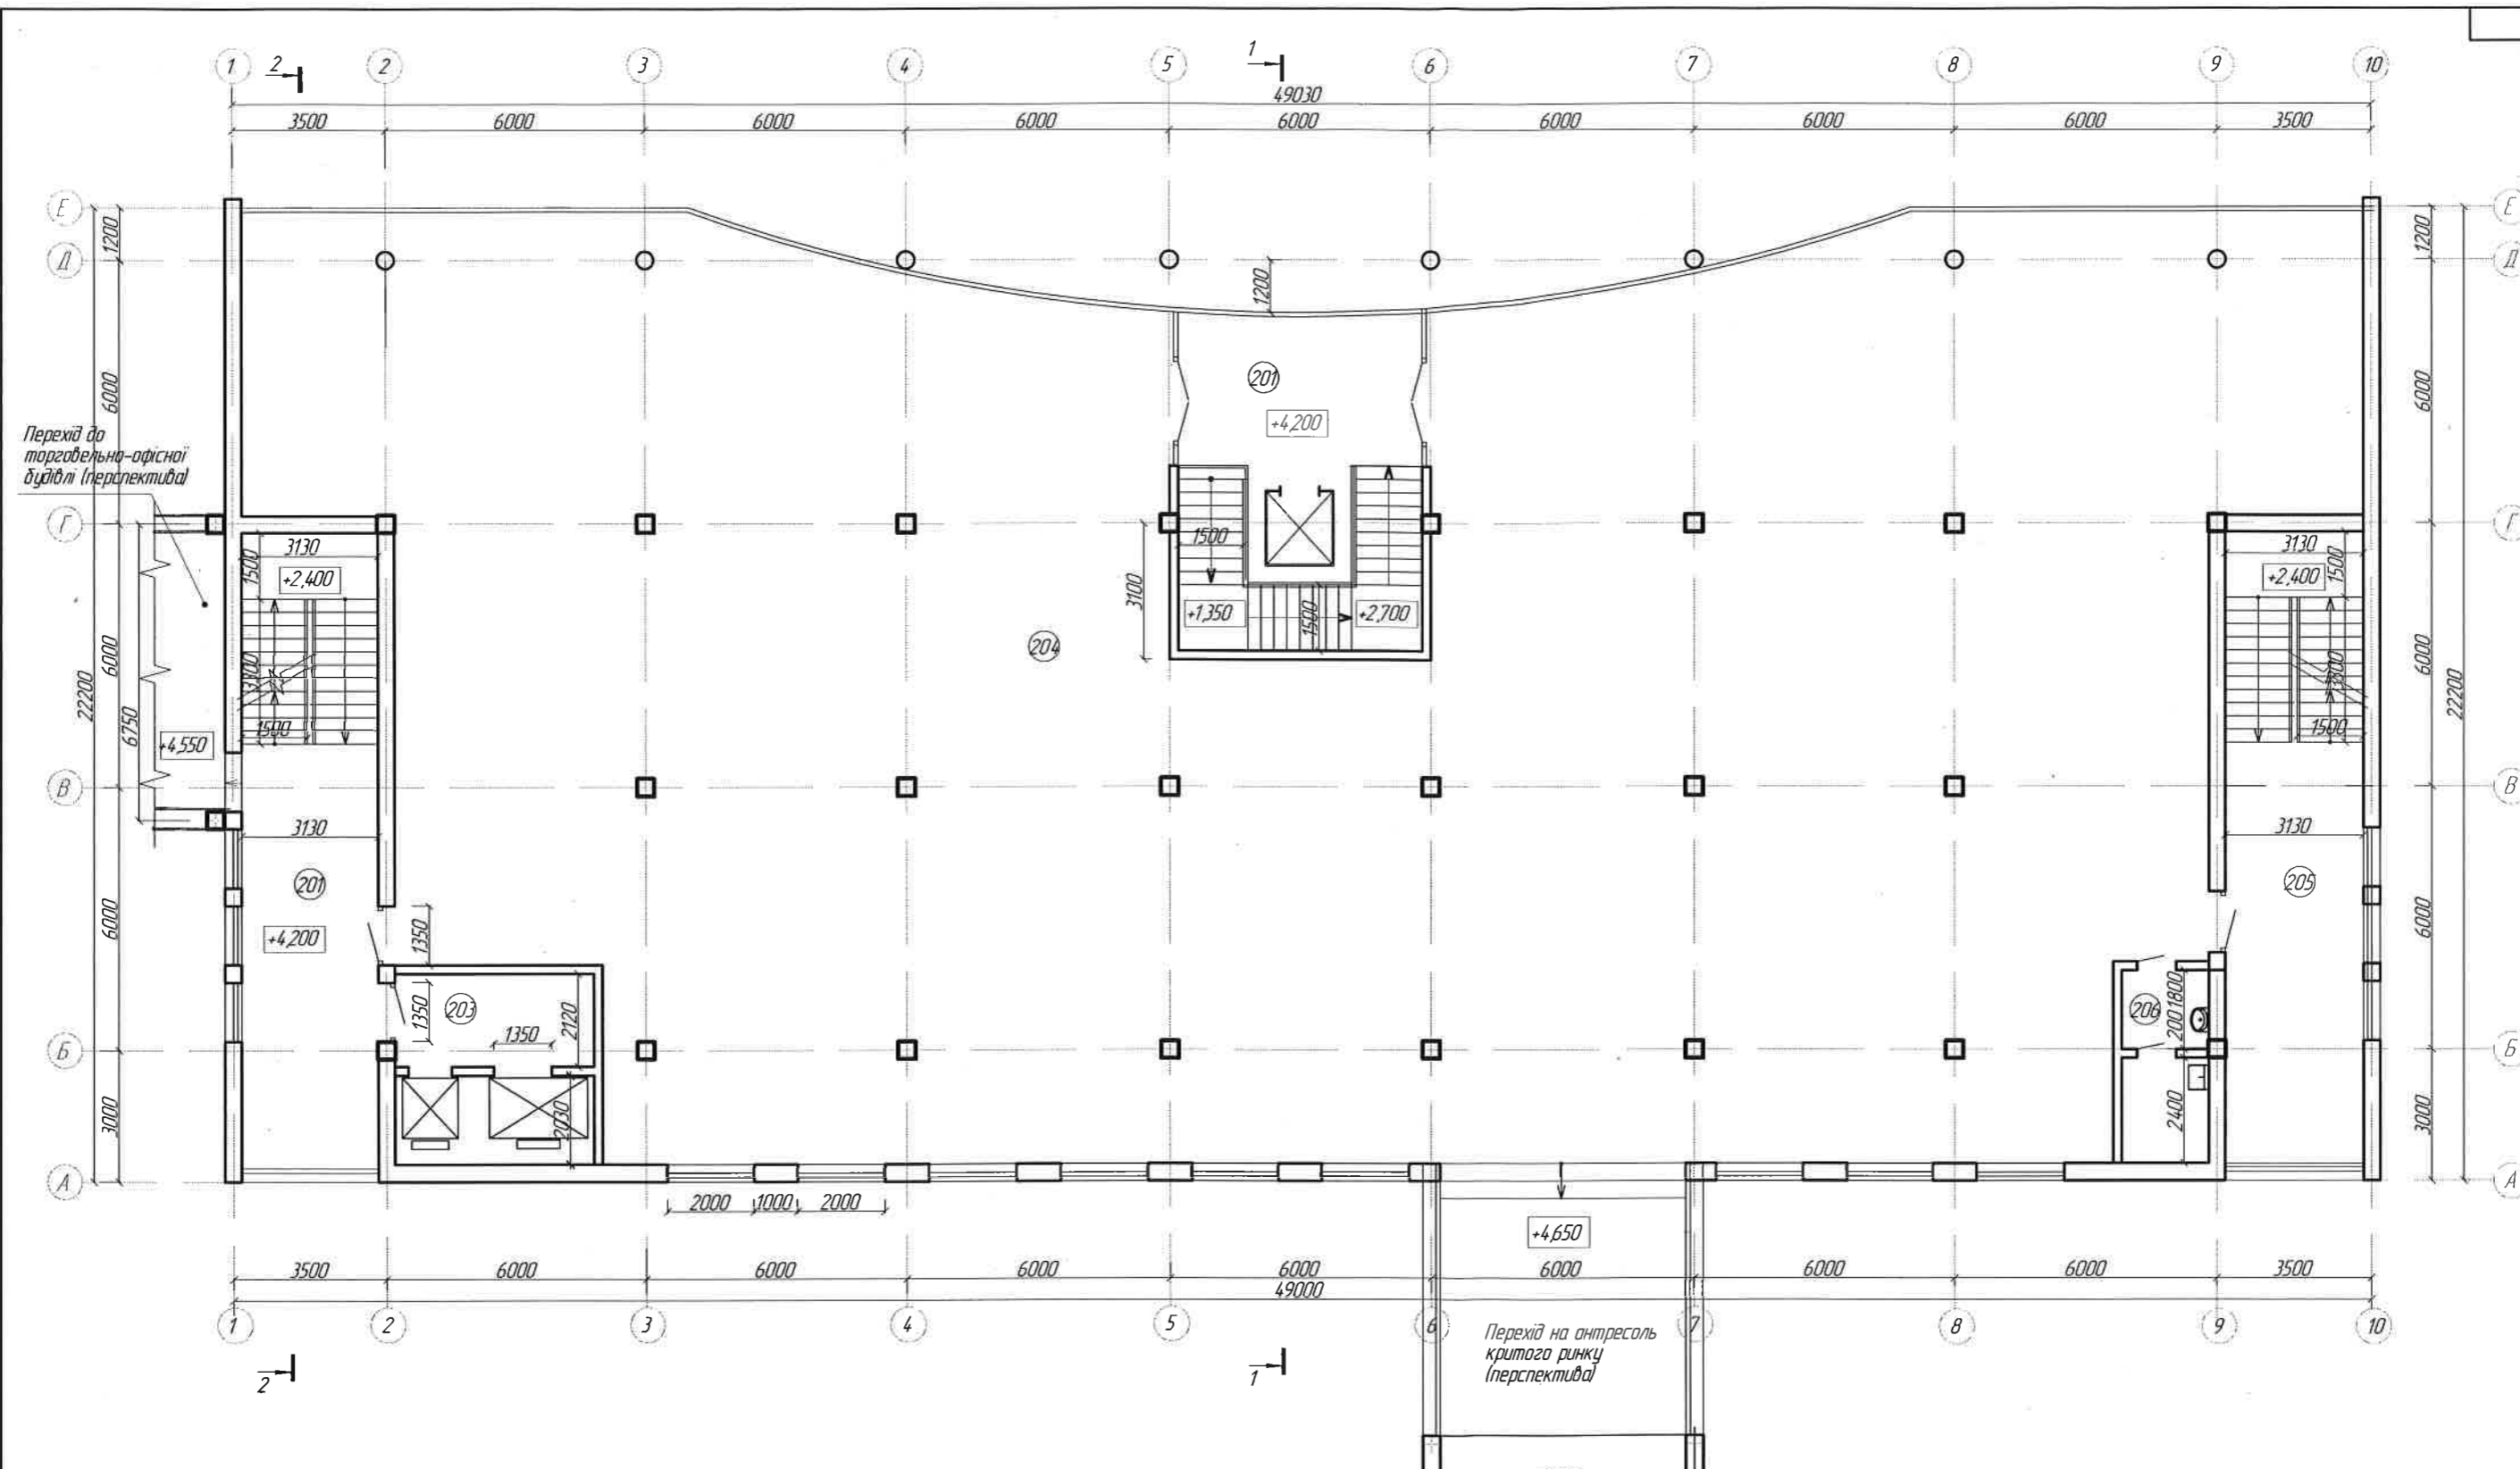 1 2 3 4 5 6 7 8 9 10
2 1
49030
3500 6000 6000 6000 6000 6000 6000 6000 3500
Е Е
1200 1200
Д Д
1200
6000 6000
201
+4,200
Перехід до
торговельно-офісної
будівлі (перспектива)
Г Г
3130 1500 3130
1500 1500
+2,400 +2,400
3100
+1,350 1500 +2,700
204
6000 6000
3300 3300
22200 22200
6750
1500 1500
+4,550
В В
3130 3130
201 205
6000 6000
+4,200
1350
1350 203 1350 2120
206 1800
200
Б Б
3000 3000
2030 2400
А А
2000 1000 2000
+4,650
3500 6000 6000 6000 6000 6000 6000 6000 3500
49000
1 2 3 4 5 6 7 8 9 10
Перехід на антресоль
критого ринку
(перспектива)
2 1